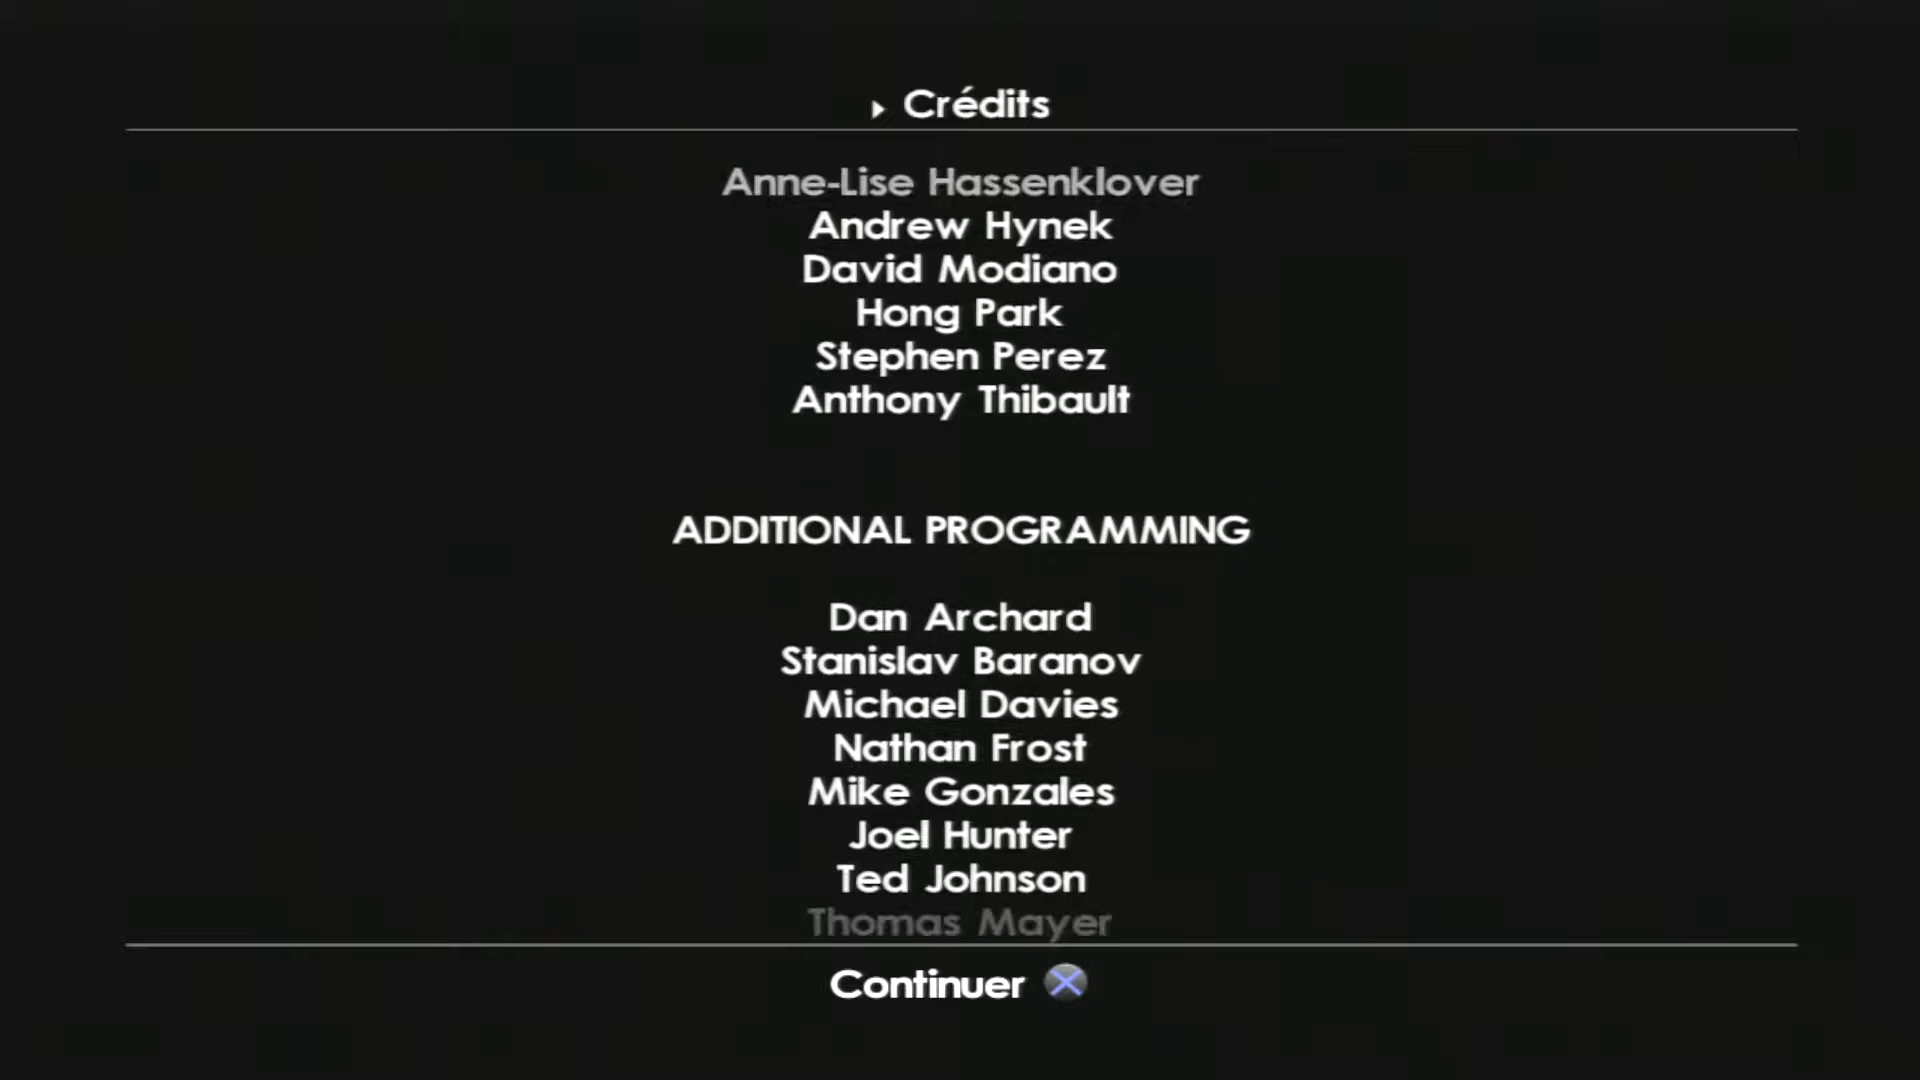 Crédits
Anne-Lise Hassenklover
Andrew Hynek
David Modiano
Hong Park
Stephen Perez
Anthony Thibault
ADDITIONAL PROGRAMMING
Dan Archard
Stanislav Baranov
Michael Davies
Nathan Frost
Mike Gonzales
Joel Hunter
Ted Johnson
Thomas Mayer
Continuer